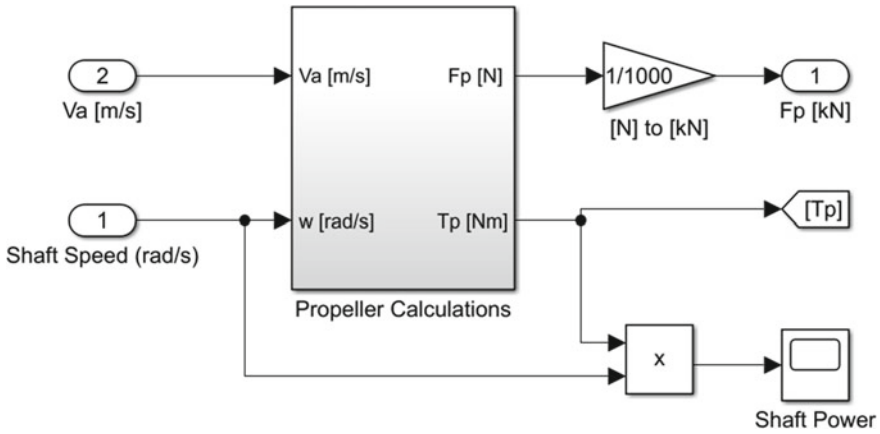 2
Va [m/s]
1
Shaft Speed (rad/s)
Va [m/s]
Fp [N]
w [rad/s]
Tp [Nm]
Propeller Calculations
1/1000
[N] to [kN]
1
Fp [kN]
[Tp]
x
Shaft Power